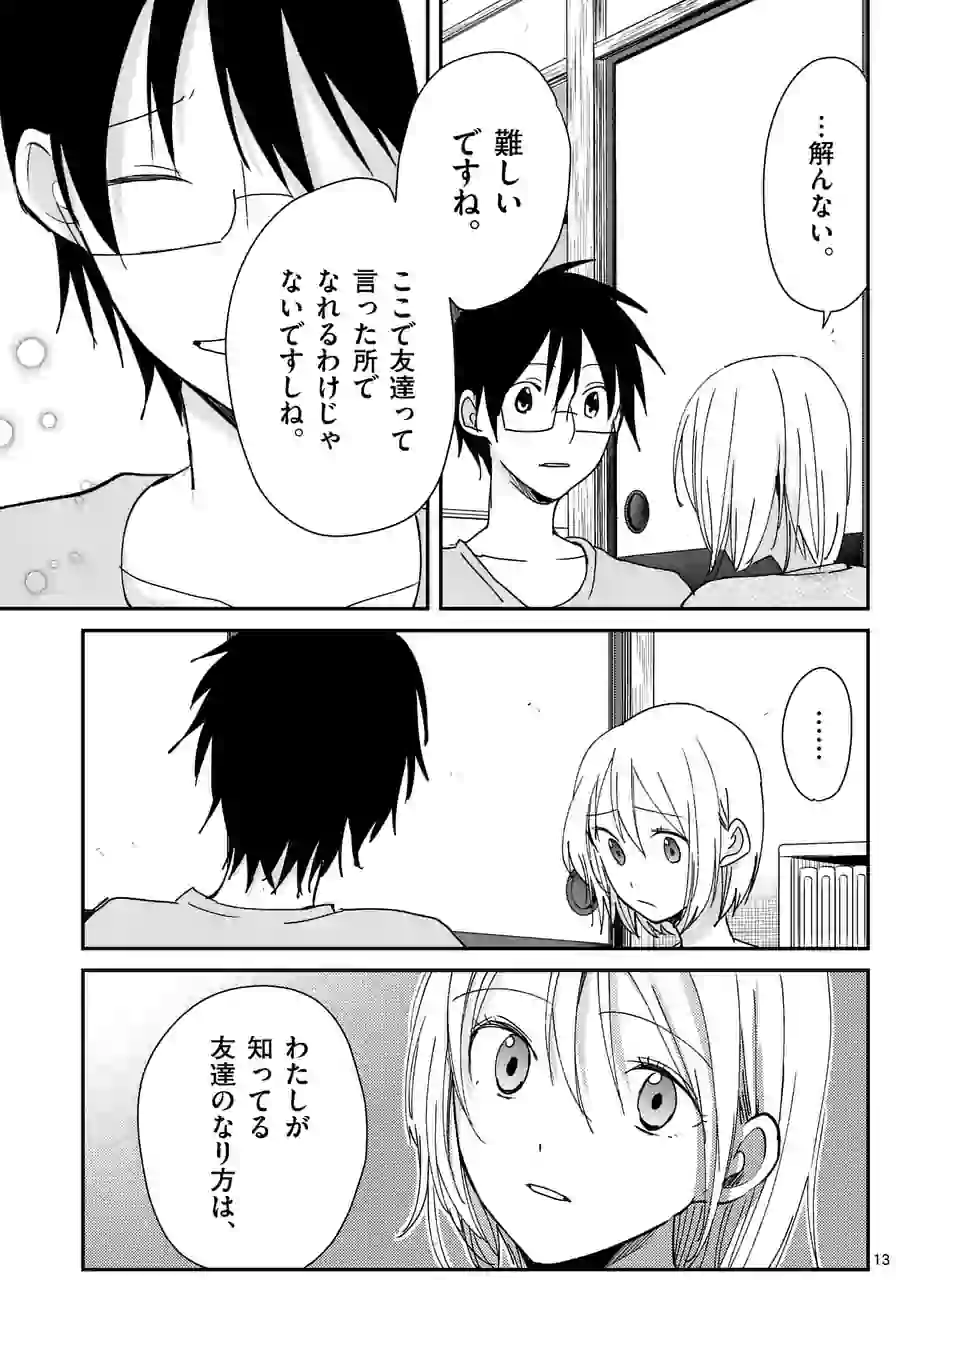 …解んない。
難しい
ですね。
ここで友達って
言った所で
なれるわけじゃ
ないですしね。
……
わたしが
知ってる
友達のなり方は、
13